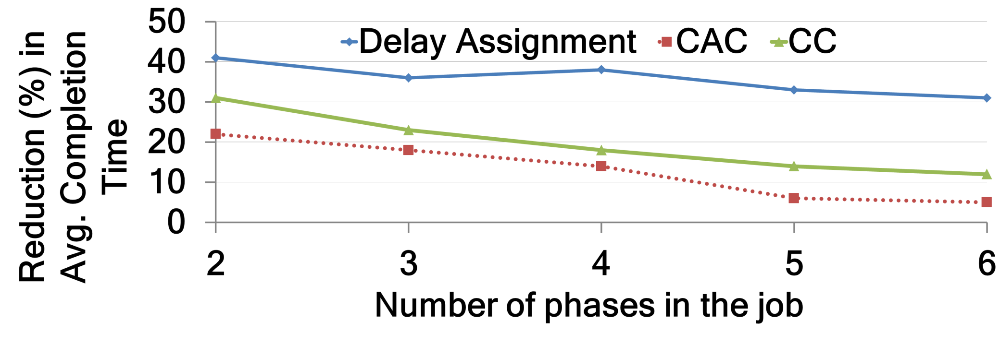 Reduction (%) in
Avg. Completion
Time
50
40
30
20
10
0
Delay Assignment CAC CC
2 3 4 5 6
Number of phases in the job